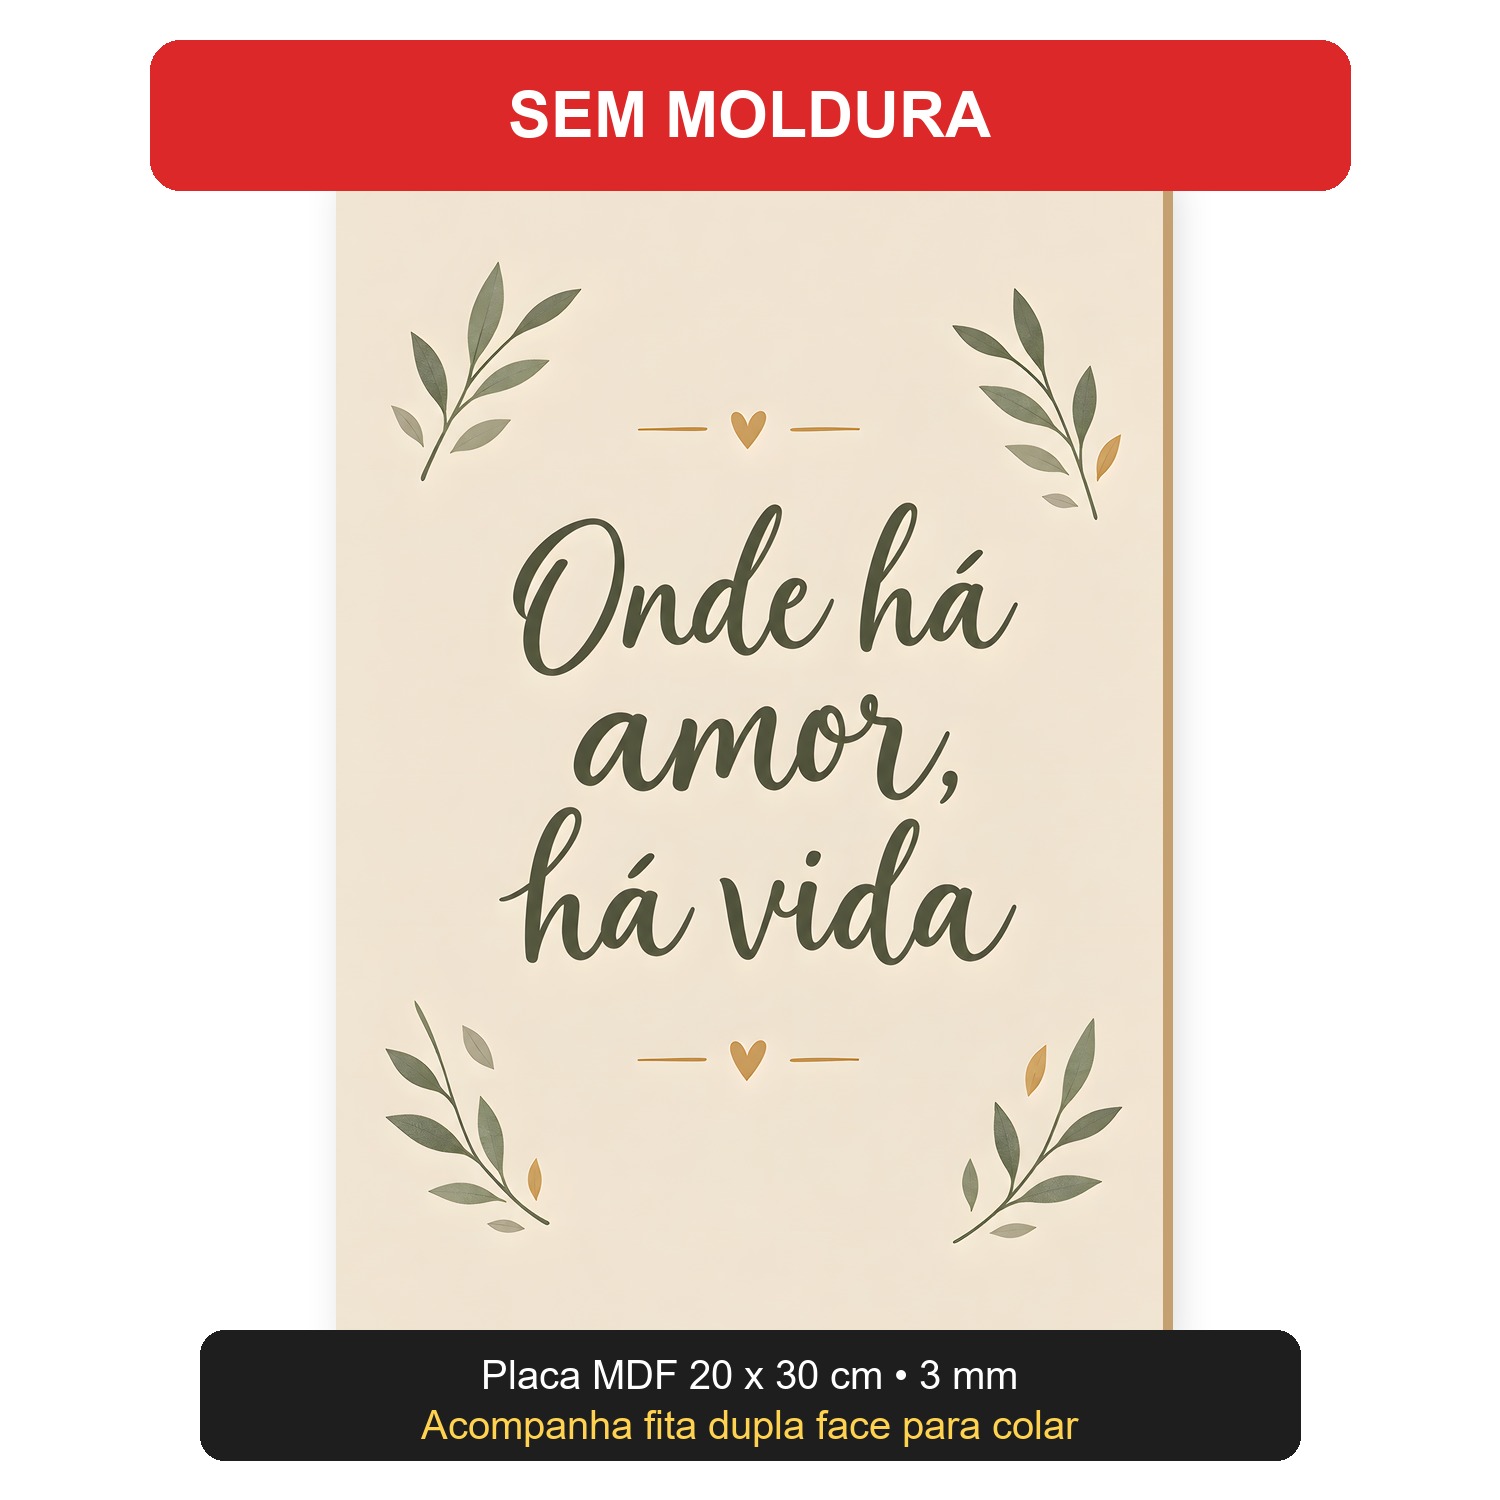 SEM MOLDURA
Onde há
amor,
há vida
Placa MDF 20 x 30 cm • 3 mm
Acompanha fita dupla face para colar